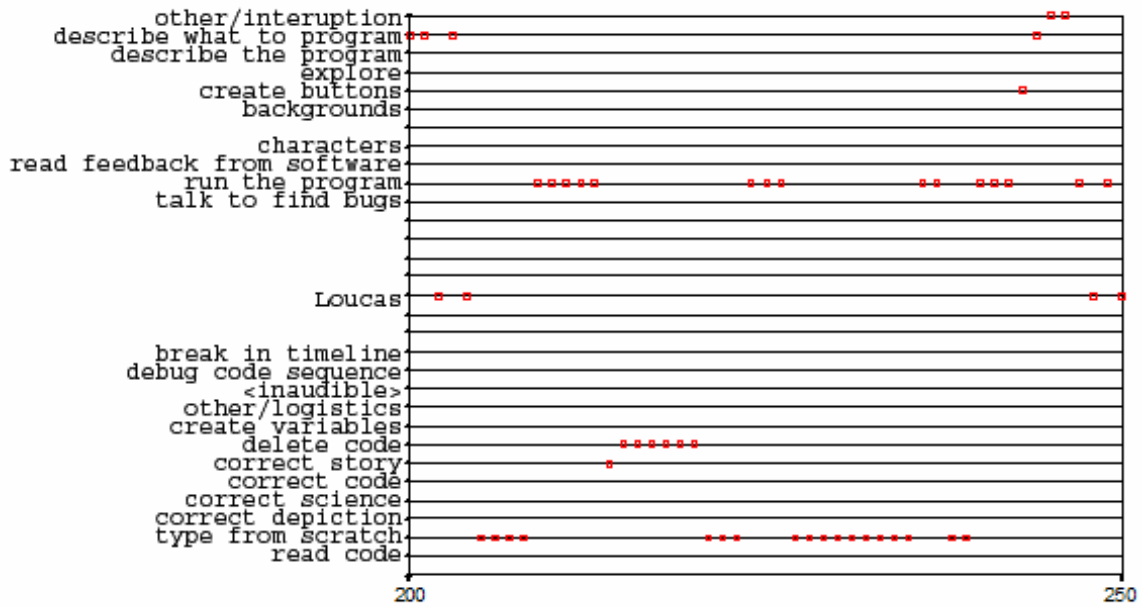 other/interuption
describe what to program
describe the program
explore
create buttons
backgrounds
characters
read feedback from software
run the program
talk to find bugs
Loucas
break in timeline
debug code sequence
<inaudible>
other/logistics
create variables
delete code
correct story
correct code
correct science
correct depiction
type from scratch
read code
200 250